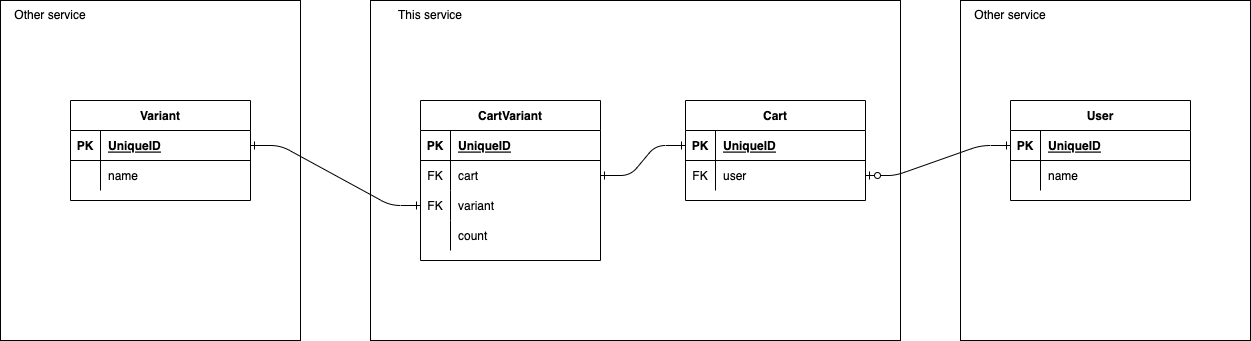 Other service
Variant
PK UniqueID
name
This service
CartVariant
PK UniqueID
FK cart
FK variant
count
Cart
PK UniqueID
FK user
Other service
User
PK UniqueID
name